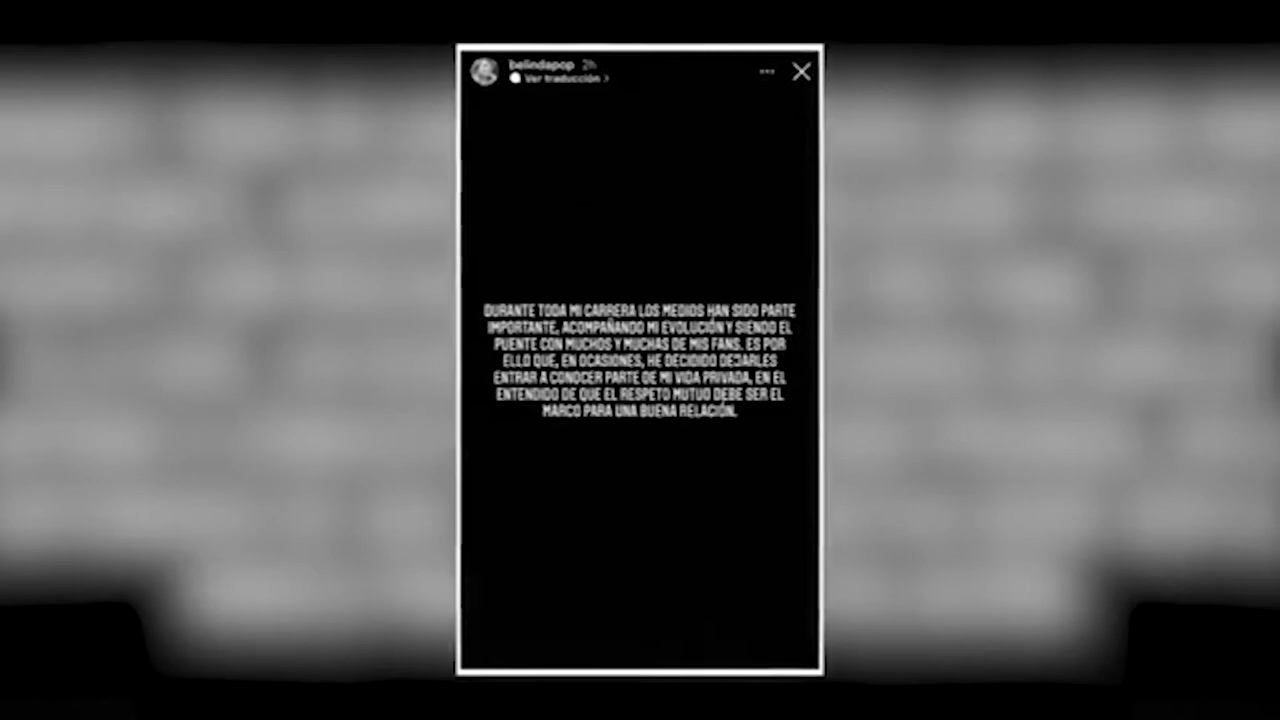 belindapop 2h
Ver traducción >
DURANTE TODA MI CARRERA LOS MEDIOS HAN SIDO PARTE
IMPORTANTE, ACOMPAÑANDO MI EVOLUCIÓN Y SIENDO EL
PUENTE CON MUCHOS Y MUCHAS DE MIS FANS. ES POR
ELLO QUE, EN OCASIONES, HE DECIDIDO DEJARLES
ENTRAR A CONOCER PARTE DE MI VIDA PRIVADA, EN EL
ENTENDIDO DE QUE EL RESPETO MUTUO DEBE SER EL
MARCO PARA UNA BUENA RELACIÓN.